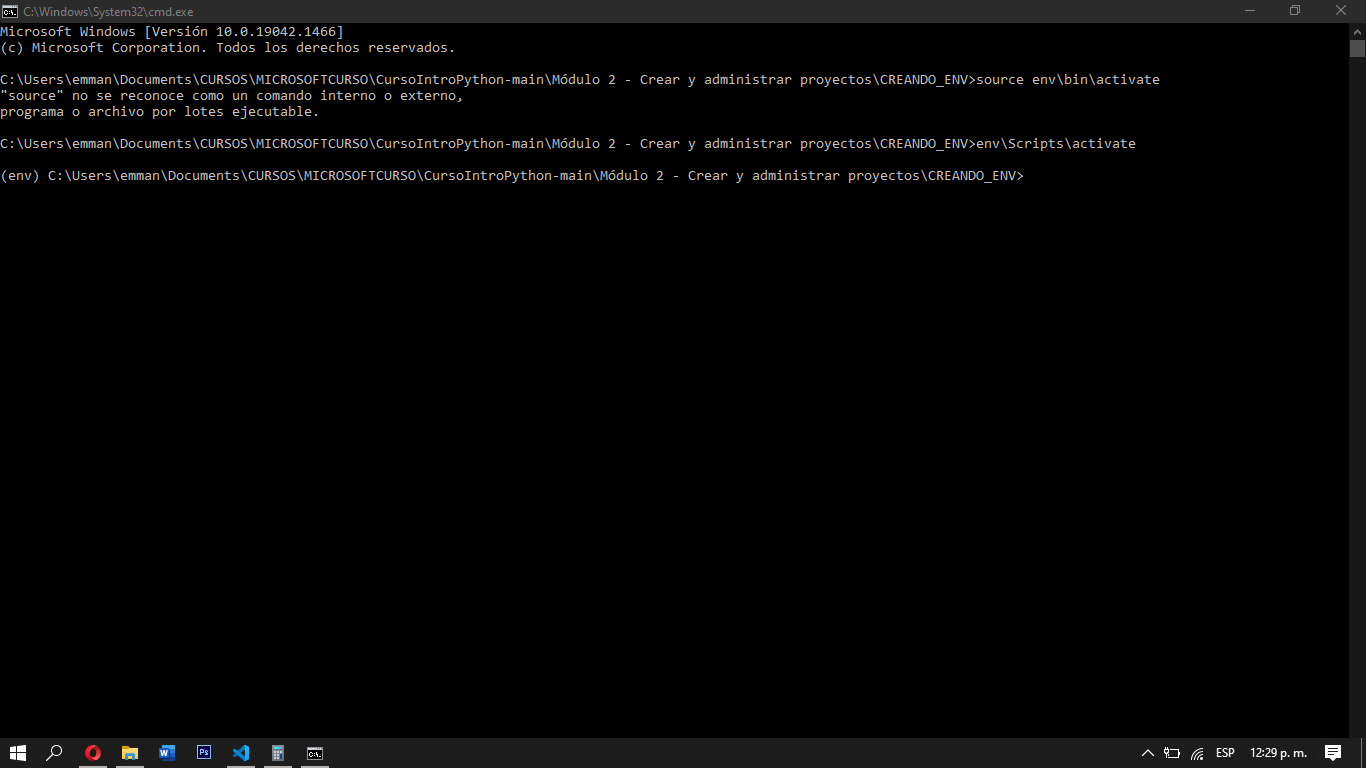 C:\Windows\System32\cmd.exe
Microsoft Windows [Versión 10.0.19042.1466]
(c) Microsoft Corporation. Todos los derechos reservados.
C:\Users\emman\Documents\CURSOS\MICROSOFTCURSO\CursoIntroPython-main\Módulo 2 - Crear y administrar proyectos\CREANDO_ENV>source env\bin\activate
"source" no se reconoce como un comando interno o externo,
programa o archivo por lotes ejecutable.
C:\Users\emman\Documents\CURSOS\MICROSOFTCURSO\CursoIntroPython-main\Módulo 2 - Crear y administrar proyectos\CREANDO_ENV>env\Scripts\activate
(env) C:\Users\emman\Documents\CURSOS\MICROSOFTCURSO\CursoIntroPython-main\Módulo 2 - Crear y administrar proyectos\CREANDO_ENV>
ESP 12:29 p. m.